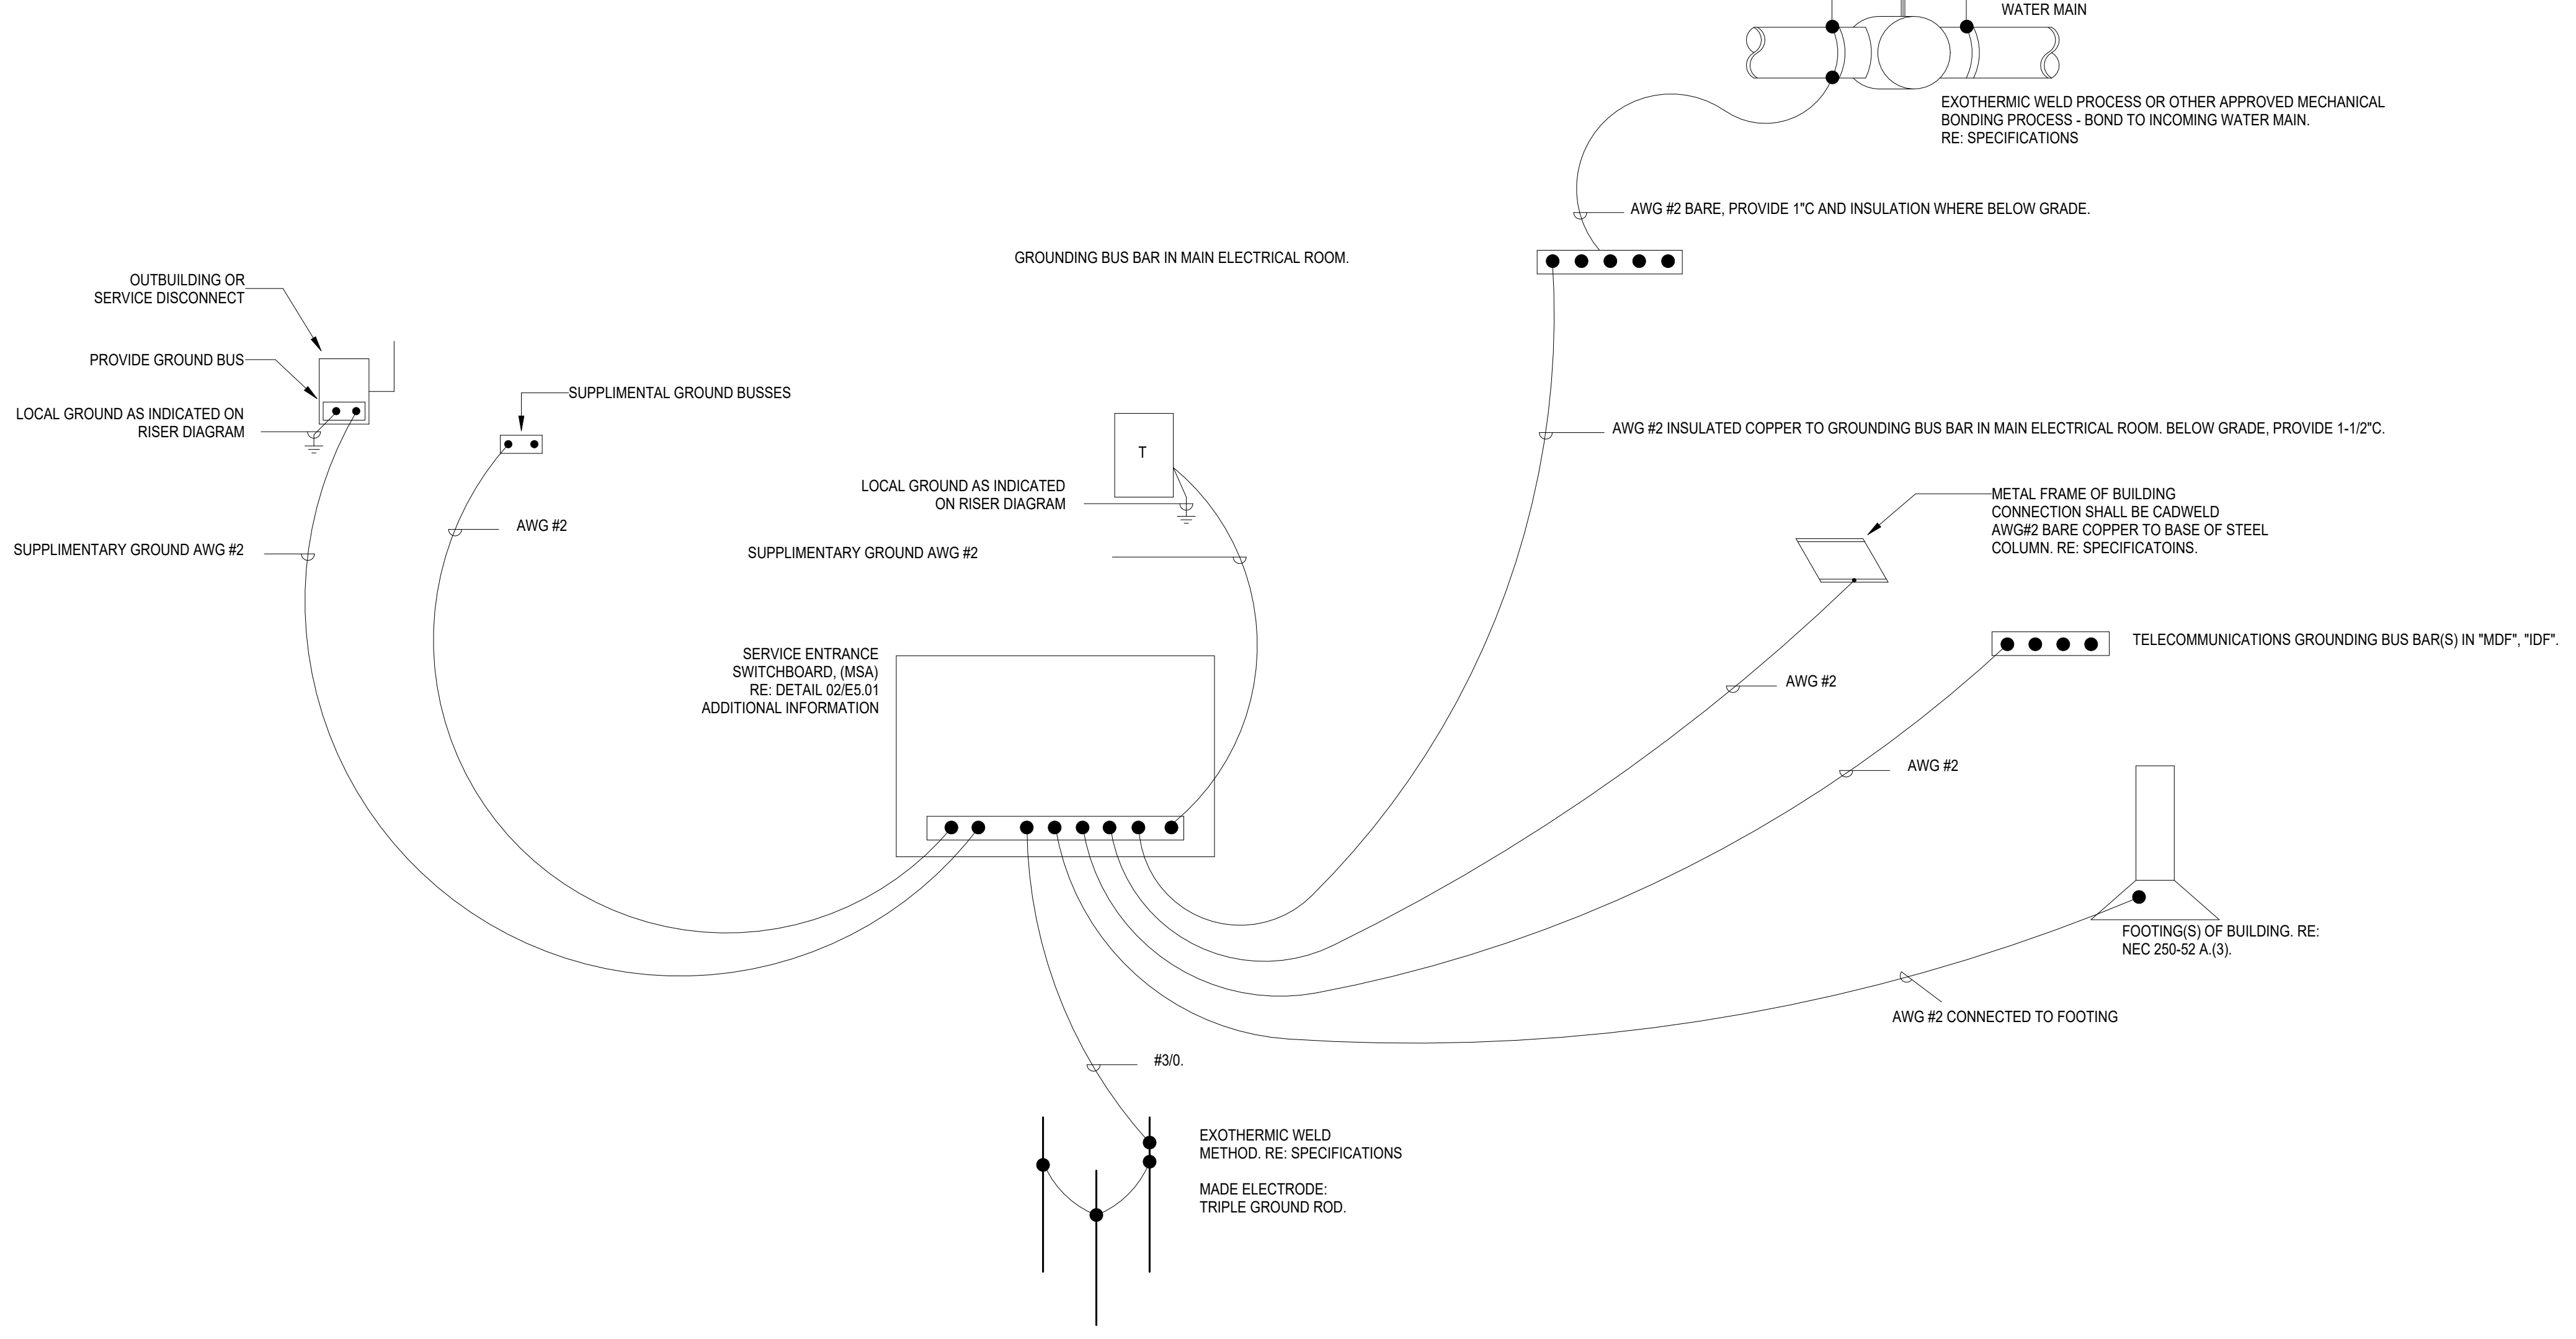 WATER MAIN
EXOTHERMIC WELD PROCESS OR OTHER APPROVED MECHANICAL
BONDING PROCESS - BOND TO INCOMING WATER MAIN.
RE: SPECIFICATIONS
AWG #2 BARE, PROVIDE 1"C AND INSULATION WHERE BELOW GRADE.
GROUNDING BUS BAR IN MAIN ELECTRICAL ROOM.
OUTBUILDING OR
SERVICE DISCONNECT
PROVIDE GROUND BUS
LOCAL GROUND AS INDICATED ON
RISER DIAGRAM
SUPPLIMENTAL GROUND BUSSES
T
AWG #2 INSULATED COPPER TO GROUNDING BUS BAR IN MAIN ELECTRICAL ROOM. BELOW GRADE, PROVIDE 1-1/2"C.
LOCAL GROUND AS INDICATED
ON RISER DIAGRAM
METAL FRAME OF BUILDING
CONNECTION SHALL BE CADWELD
AWG#2 BARE COPPER TO BASE OF STEEL
COLUMN. RE: SPECIFICATOINS.
AWG #2
SUPPLIMENTARY GROUND AWG #2
SUPPLIMENTARY GROUND AWG #2
SERVICE ENTRANCE
SWITCHBOARD, (MSA)
RE: DETAIL 02/E5.01
ADDITIONAL INFORMATION
TELECOMMUNICATIONS GROUNDING BUS BAR(S) IN "MDF", "IDF".
AWG #2
AWG #2
FOOTING(S) OF BUILDING. RE:
NEC 250-52 A.(3).
AWG #2 CONNECTED TO FOOTING
#3/0.
EXOTHERMIC WELD
METHOD. RE: SPECIFICATIONS
MADE ELECTRODE:
TRIPLE GROUND ROD.